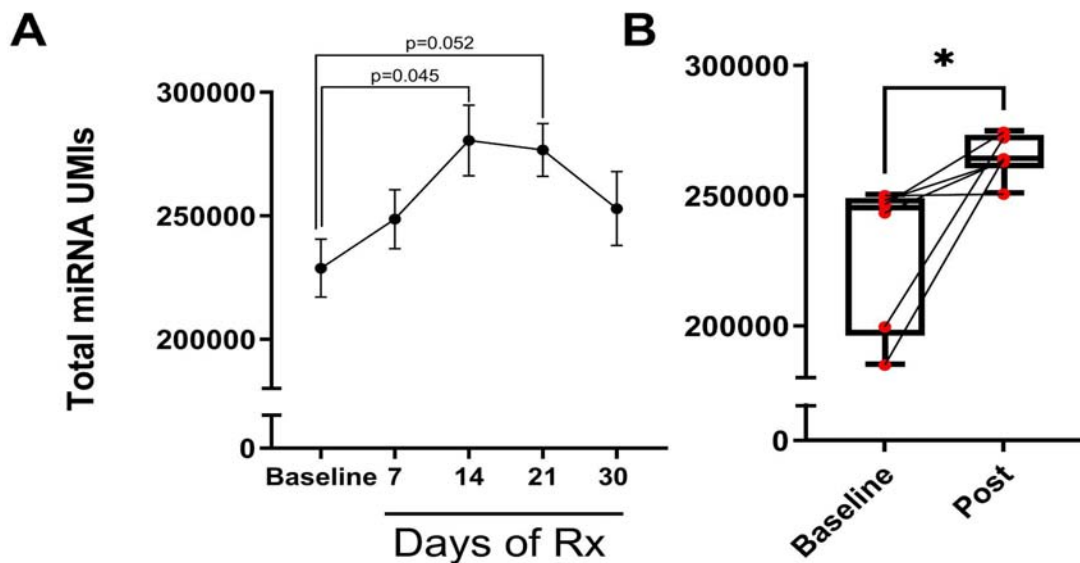 A
Total miRNA UMIs
p=0.052
p=0.045
300000
250000
200000
0
Baseline 7 14 21 30
Days of Rx
B
*
300000
250000
200000
0
Baseline
Post